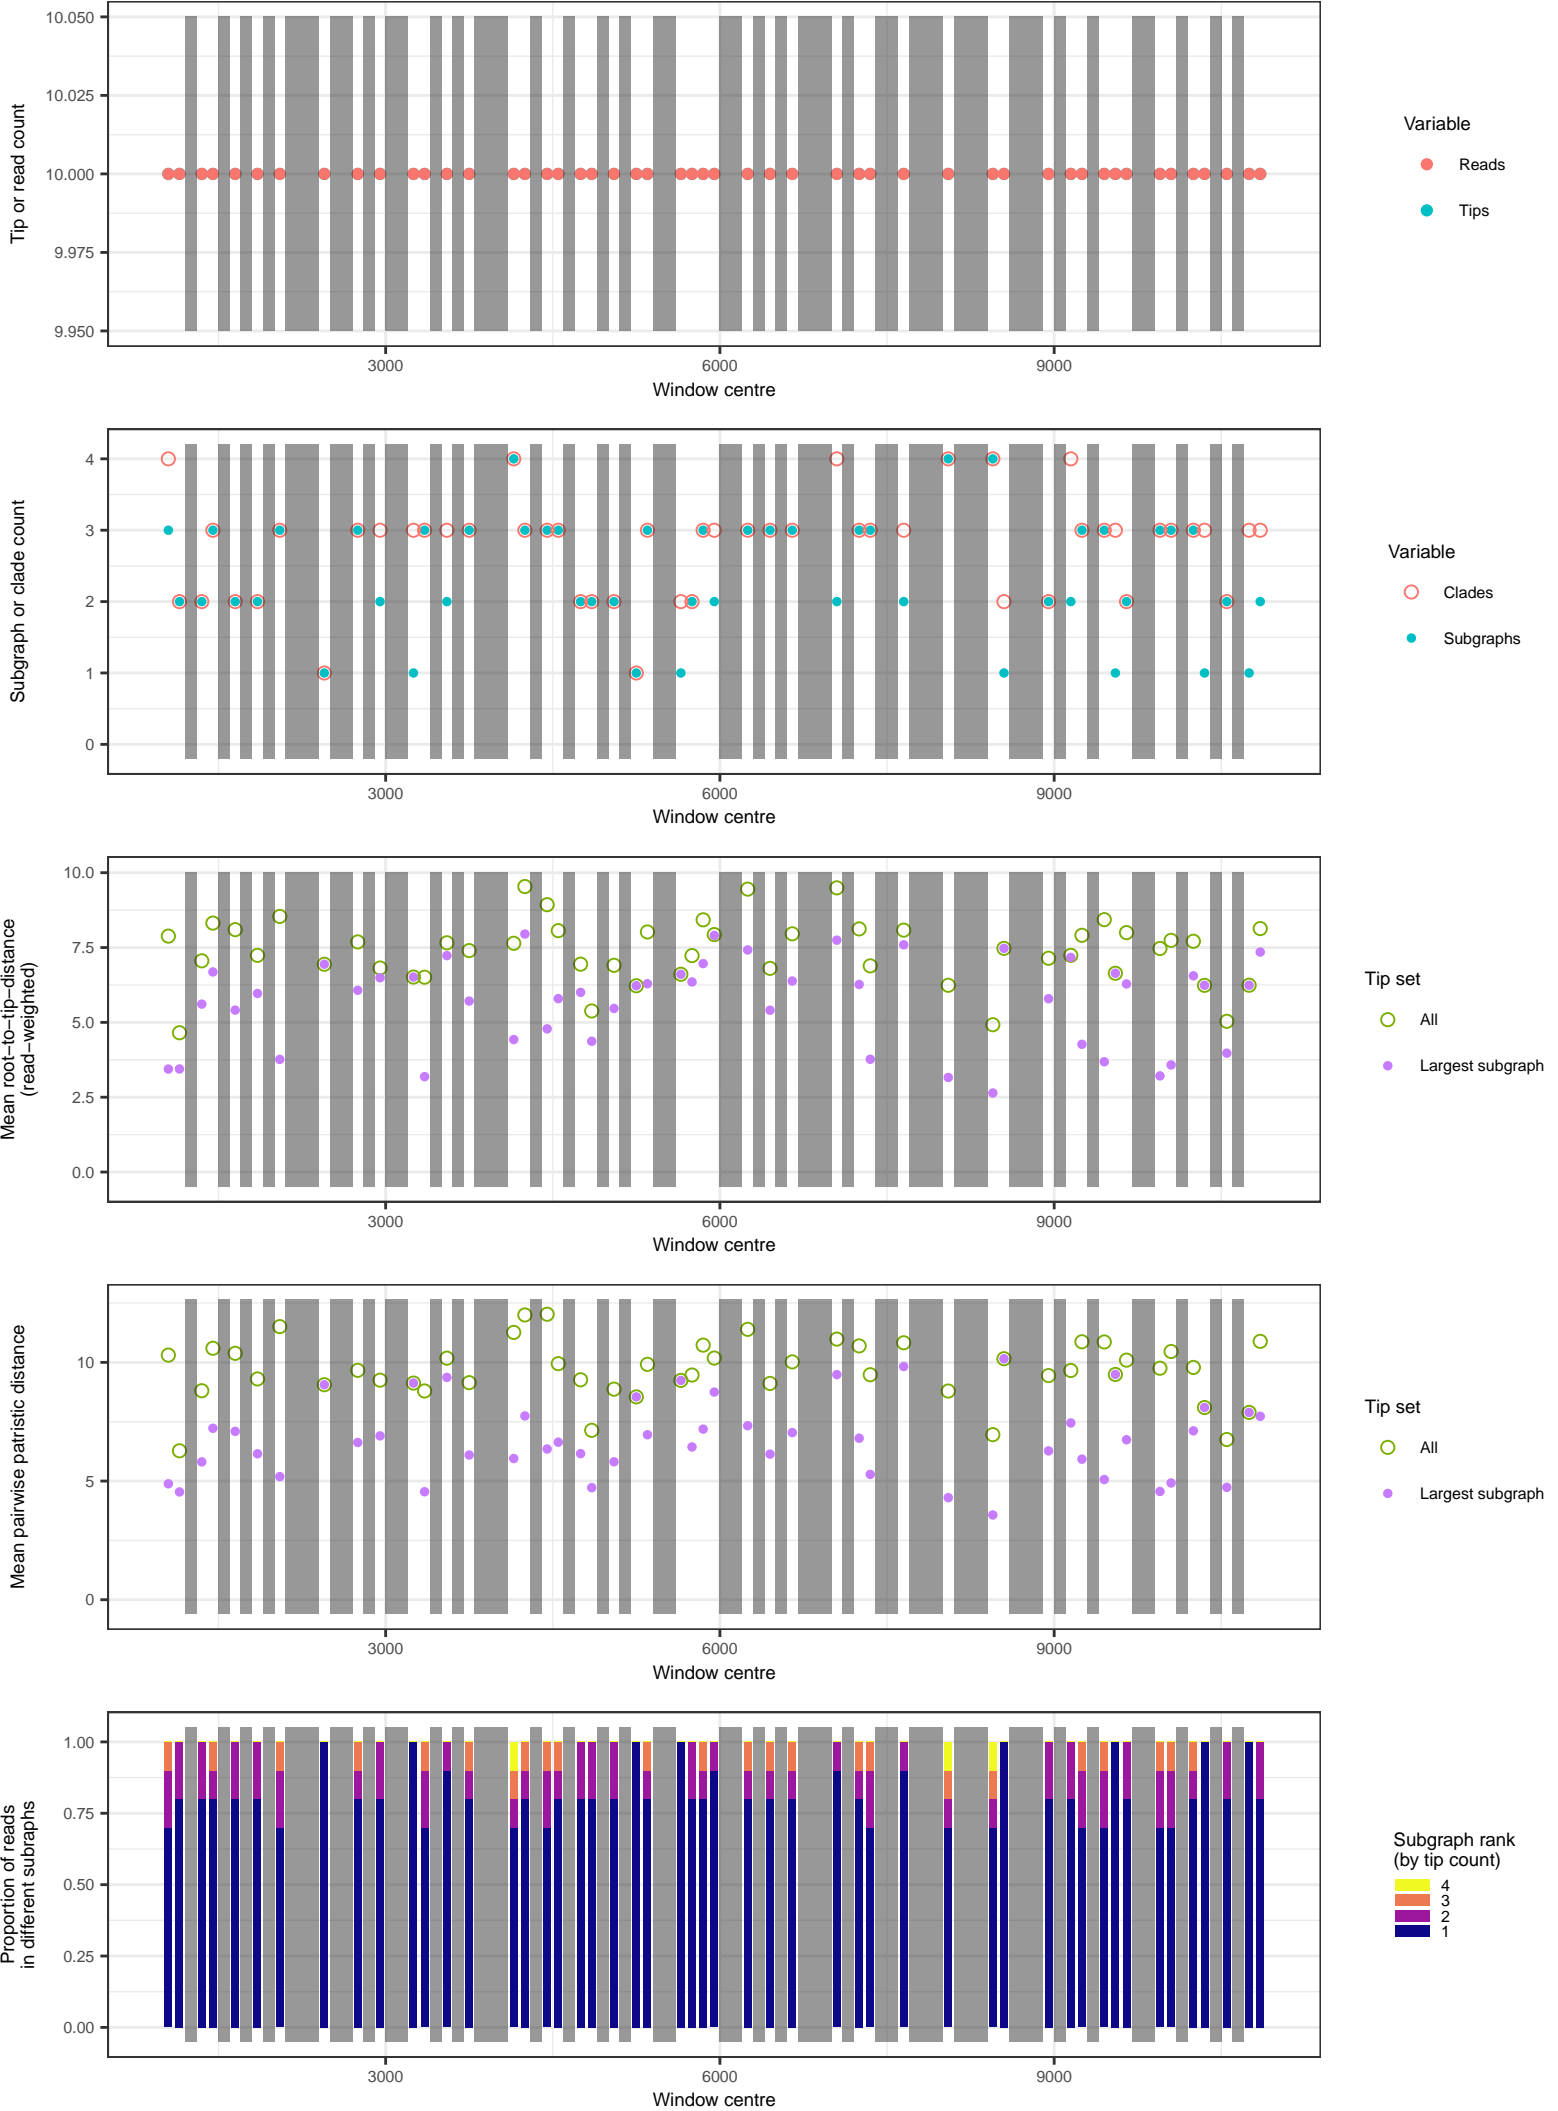 10.050
10.025
10.000
9.975
9.950
Tip or read count
3000
6000
9000
Window centre
Variable
Reads
Tips
4
3
2
1
0
Subgraph or clade count
3000
6000
9000
Window centre
Variable
Clades
Subgraphs
10.0
7.5
5.0
2.5
0.0
Mean root−to−tip−distance
(read−weighted)
3000
6000
9000
Window centre
Tip set
All
Largest subgraph
10
5
0
Mean pairwise patristic distance
3000
6000
9000
Window centre
Tip set
All
Largest subgraph
1.00
0.75
0.50
0.25
0.00
Proportion of reads
in different subraphs
3000
6000
9000
Window centre
Subgraph rank
(by tip count)
4
3
2
1